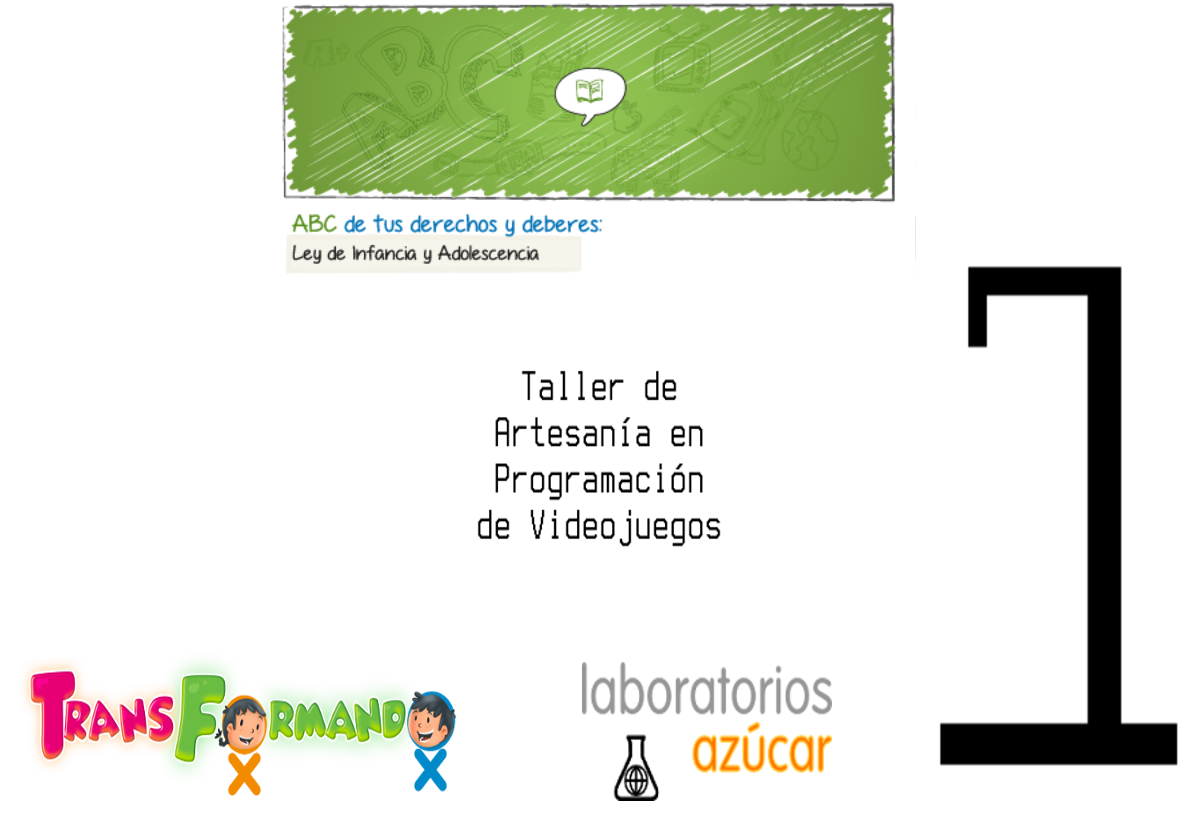 A+
ABC
ABC de tus derechos y deberes:
Ley de Infancia y Adolescencia
Taller de
Artesanía en
Programación
de Videojuegos
1
TRANSFORMANDO
laboratorios
azúcar